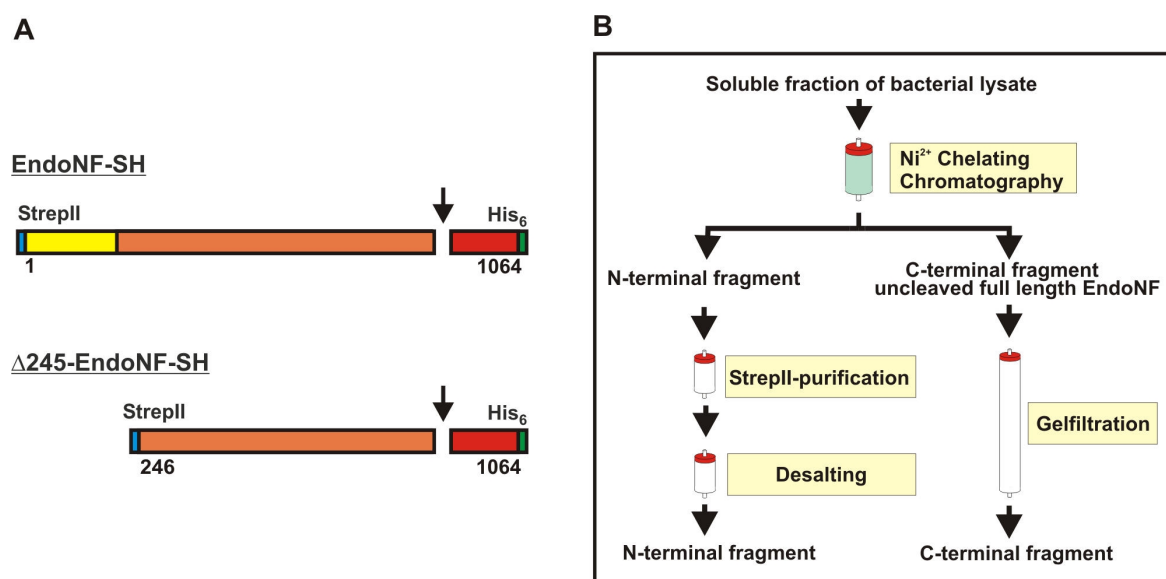 A
EndoNF-SH
StrepII
His6
1
1064
Δ245-EndoNF-SH
StrepII
His6
246
1064
B
Soluble fraction of bacterial lysate
Ni2+ Chelating
Chromatography
N-terminal fragment
C-terminal fragment
uncleaved full length EndoNF
StrepII-purification
Gelfiltration
Desalting
N-terminal fragment
C-terminal fragment